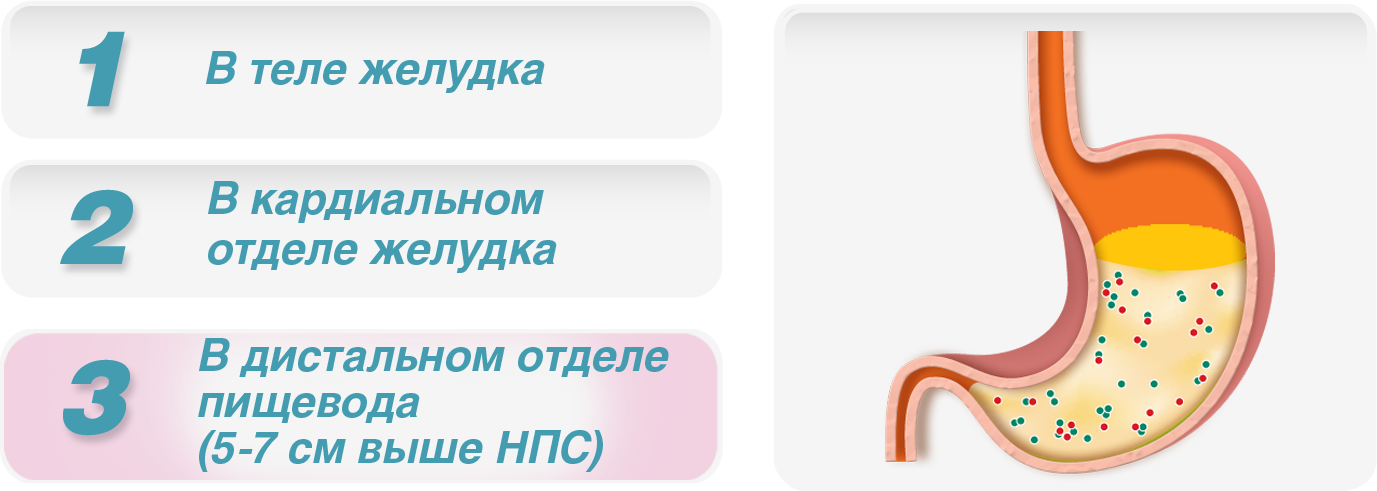 1
В теле желудка
2
В кардиальном
отделе желудка
3
В дистальном отделе
пищевода
(5-7 см выше НПС)